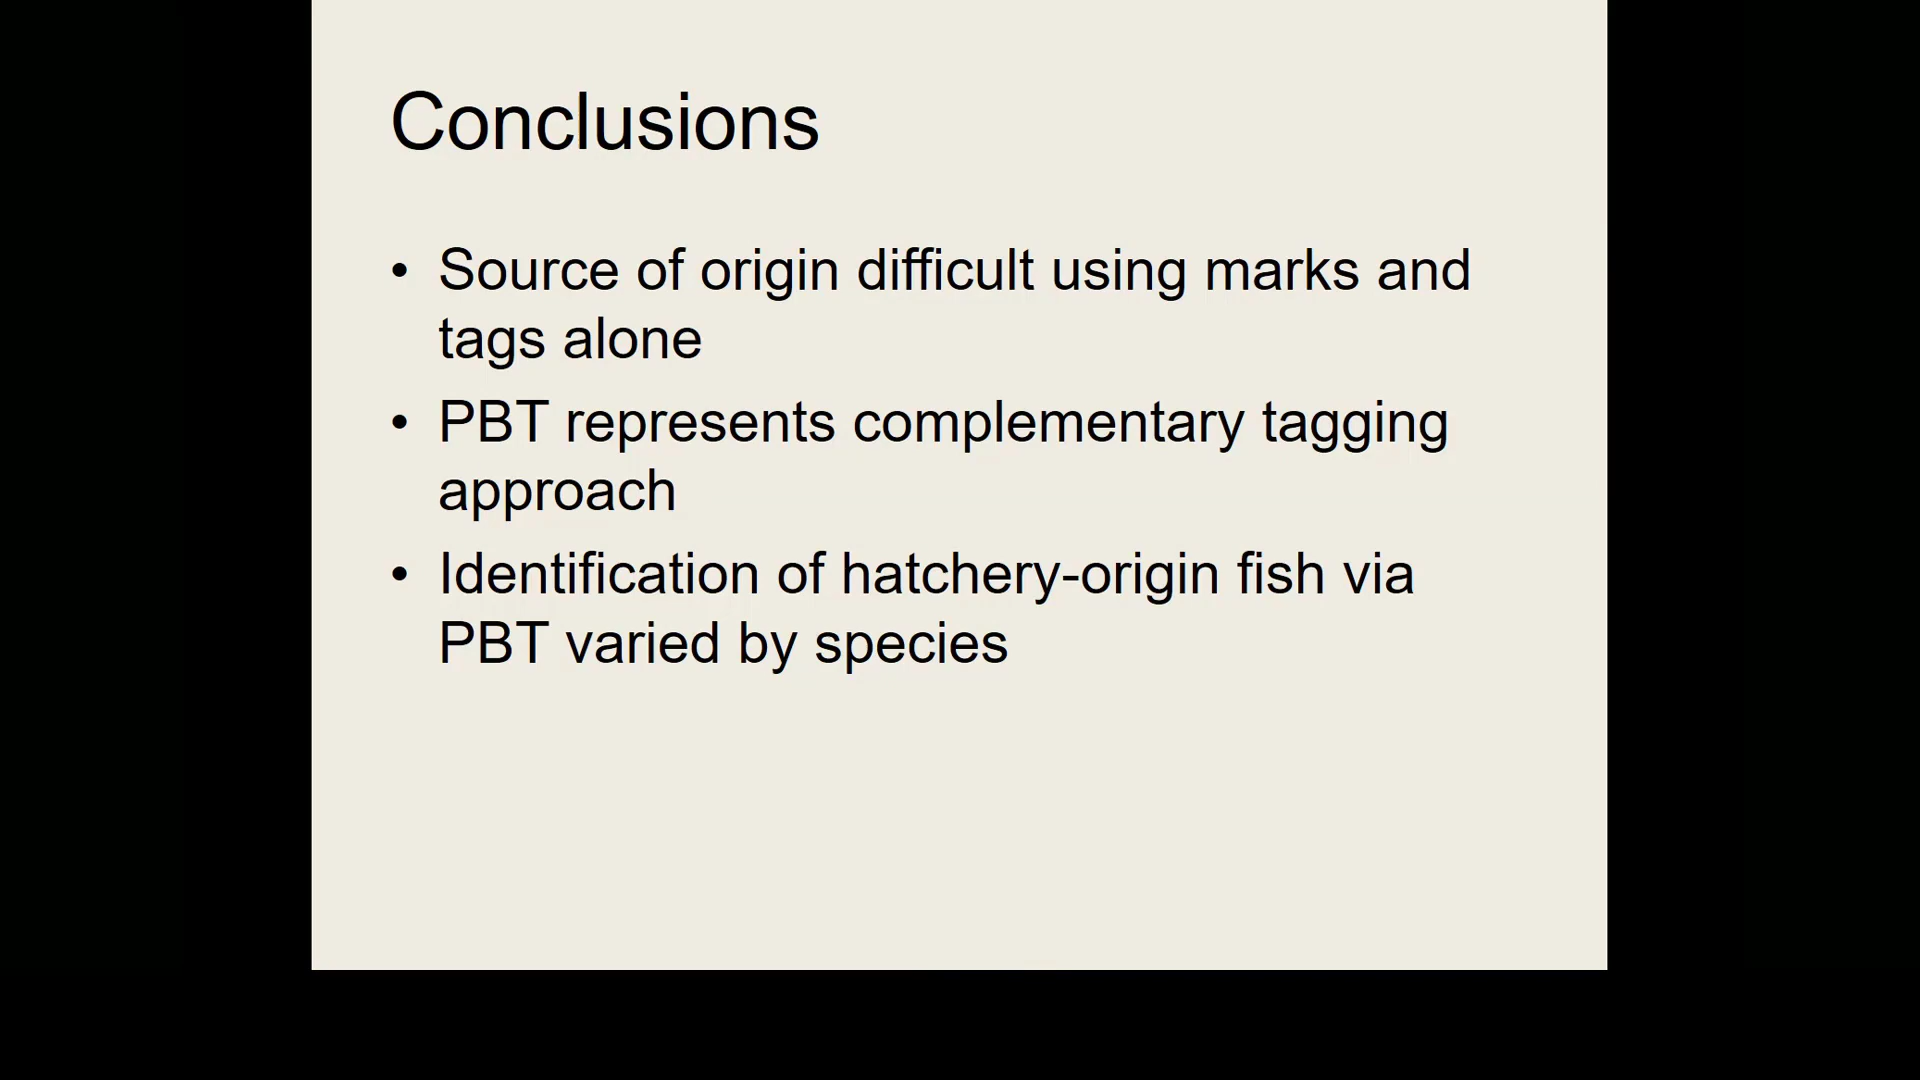 Conclusions
• Source of origin difficult using marks and
tags alone
• PBT represents complementary tagging
approach
• Identification of hatchery-origin fish via
PBT varied by species